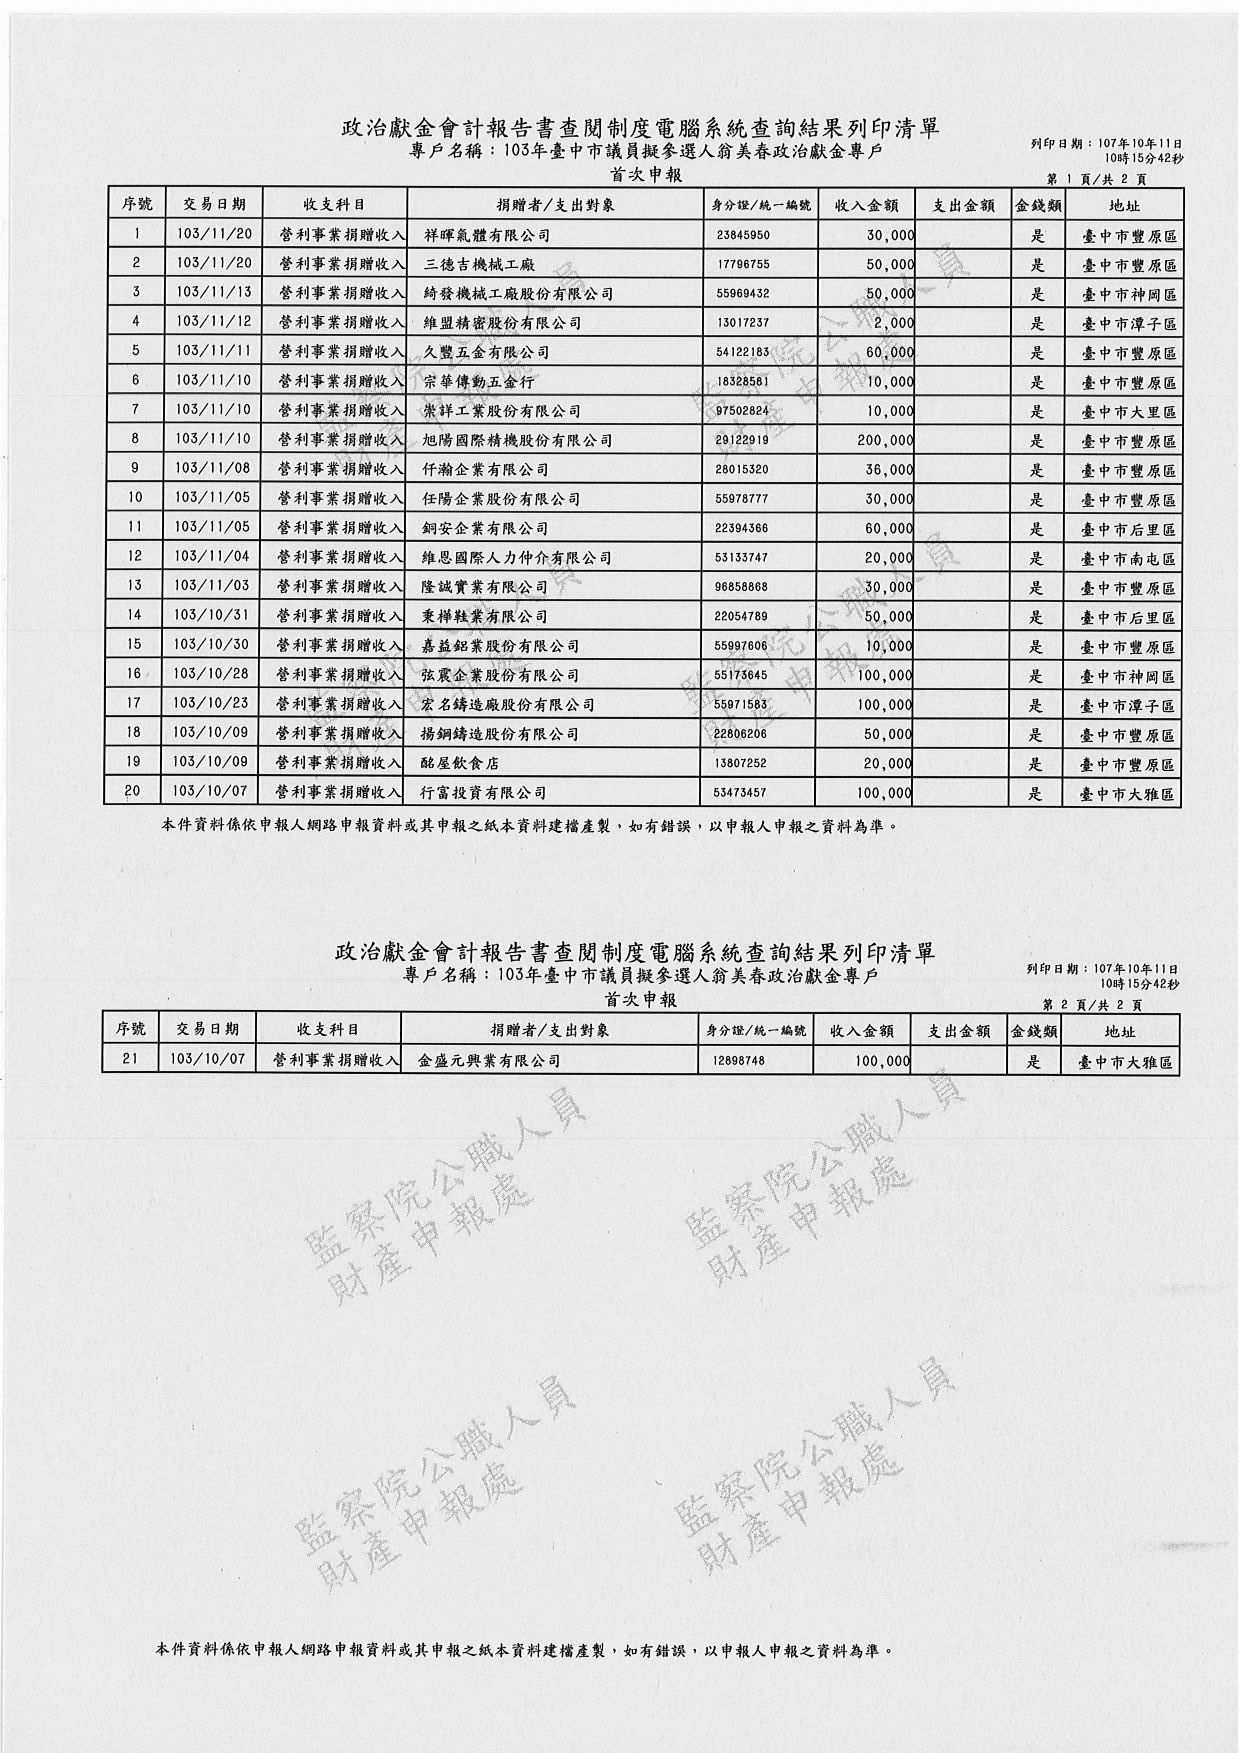 政治獻金會計報告書查閱制度電腦系統查詢結果列印清單
專戶名稱：103年臺中市議員擬參選人翁美春政治獻金專戶
列印日期：107年10年11日
10時15分42秒
首次申報
第 1 頁/共 2 頁
序號 交易日期 收支科目 捐贈者/支出對象 身分證/統一編號 收入金額 支出金額 金錢類 地址
1 103/11/20 營利事業捐贈收入 祥暉氣體有限公司 23845950 30,000 是 臺中市豐原區
2 103/11/20 營利事業捐贈收入 三德吉機械工廠 17796755 50,000 是 臺中市豐原區
3 103/11/13 營利事業捐贈收入 綺發機械工廠股份有限公司 55969432 50,000 是 臺中市神岡區
4 103/11/12 營利事業捐贈收入 維盟精密股份有限公司 13017237 2,000 是 臺中市潭子區
5 103/11/11 營利事業捐贈收入 久豐五金有限公司 54122183 60,000 是 臺中市豐原區
6 103/11/10 營利事業捐贈收入 宗華傳動五金行 18328581 10,000 是 臺中市豐原區
7 103/11/10 營利事業捐贈收入 崇詳工業股份有限公司 97502824 10,000 是 臺中市大里區
8 103/11/10 營利事業捐贈收入 旭陽國際精機股份有限公司 29122919 200,000 是 臺中市豐原區
9 103/11/08 營利事業捐贈收入 仟瀚企業有限公司 28015320 36,000 是 臺中市豐原區
10 103/11/05 營利事業捐贈收入 任陽企業股份有限公司 55978777 30,000 是 臺中市豐原區
11 103/11/05 營利事業捐贈收入 銅安企業有限公司 22394366 60,000 是 臺中市后里區
12 103/11/04 營利事業捐贈收入 維恩國際人力仲介有限公司 53133747 20,000 是 臺中市南屯區
13 103/11/03 營利事業捐贈收入 隆誠實業有限公司 96858868 30,000 是 臺中市豐原區
14 103/10/31 營利事業捐贈收入 秉樺鞋業有限公司 22054789 50,000 是 臺中市后里區
15 103/10/30 營利事業捐贈收入 嘉益鋁業股份有限公司 55997606 10,000 是 臺中市豐原區
16 103/10/28 營利事業捐贈收入 弦震企業股份有限公司 55173645 100,000 是 臺中市神岡區
17 103/10/23 營利事業捐贈收入 宏名鑄造廠股份有限公司 55971583 100,000 是 臺中市潭子區
18 103/10/09 營利事業捐贈收入 揚鋼鑄造股份有限公司 22806206 50,000 是 臺中市豐原區
19 103/10/09 營利事業捐贈收入 酩屋飲食店 13807252 20,000 是 臺中市豐原區
20 103/10/07 營利事業捐贈收入 行富投資有限公司 53473457 100,000 是 臺中市大雅區
監察院公職人員
財產申報處
監察院公職人員
財產申報處
監察院公職人員
財產申報處
監察院公職人員
財產申報處
本件資料係依申報人網路申報資料或其申報之紙本資料建檔產製，如有錯誤，以申報人申報之資料為準。
政治獻金會計報告書查閱制度電腦系統查詢結果列印清單
專戶名稱：103年臺中市議員擬參選人翁美春政治獻金專戶
列印日期：107年10年11日
10時15分42秒
首次申報
第 2 頁/共 2 頁
序號 交易日期 收支科目 捐贈者/支出對象 身分證/統一編號 收入金額 支出金額 金錢類 地址
21 103/10/07 營利事業捐贈收入 金盛元興業有限公司 12898748 100,000 是 臺中市大雅區
監察院公職人員
財產申報處
監察院公職人員
財產申報處
監察院公職人員
財產申報處
監察院公職人員
財產申報處
本件資料係依申報人網路申報資料或其申報之紙本資料建檔產製，如有錯誤，以申報人申報之資料為準。